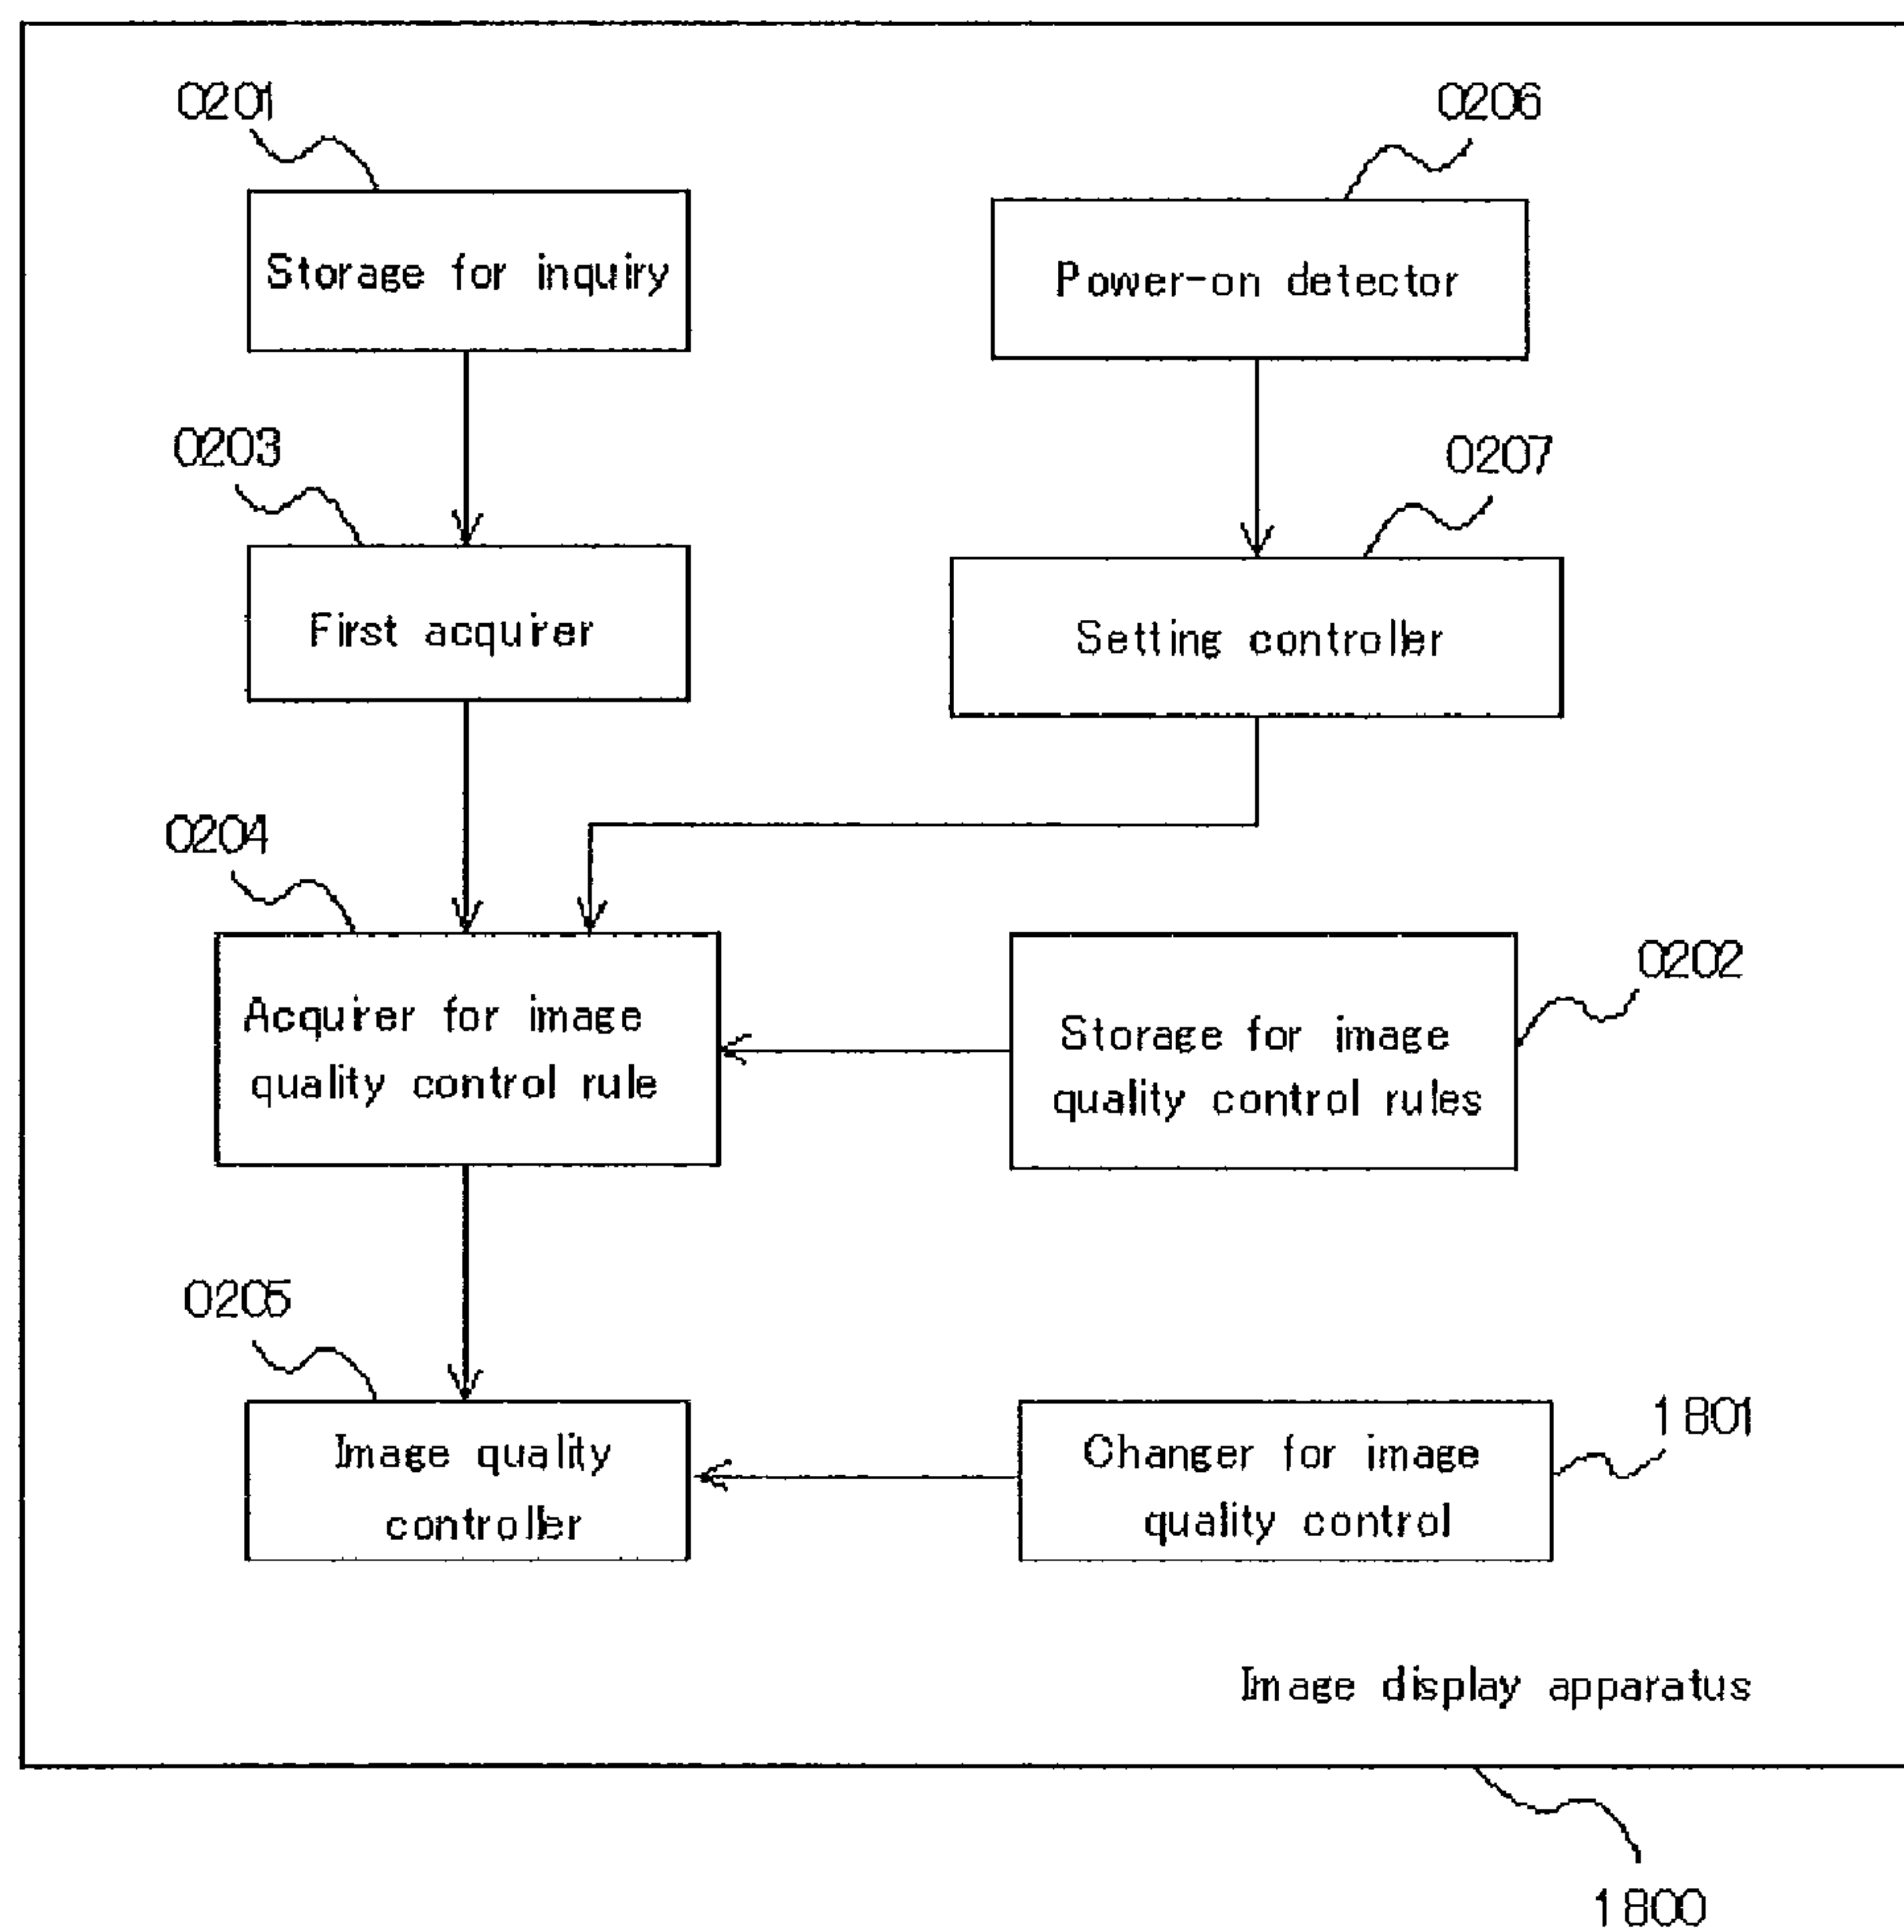 0201
0206
Storage for inquiry
Power-on detector
0203
0207
First acquirer
Setting controller
0204
0202
Acquirer for image
quality control rule
Storage for image
quality control rules
0205
1801
Image quality
controller
Changer for image
quality control
Image display apparatus
1800